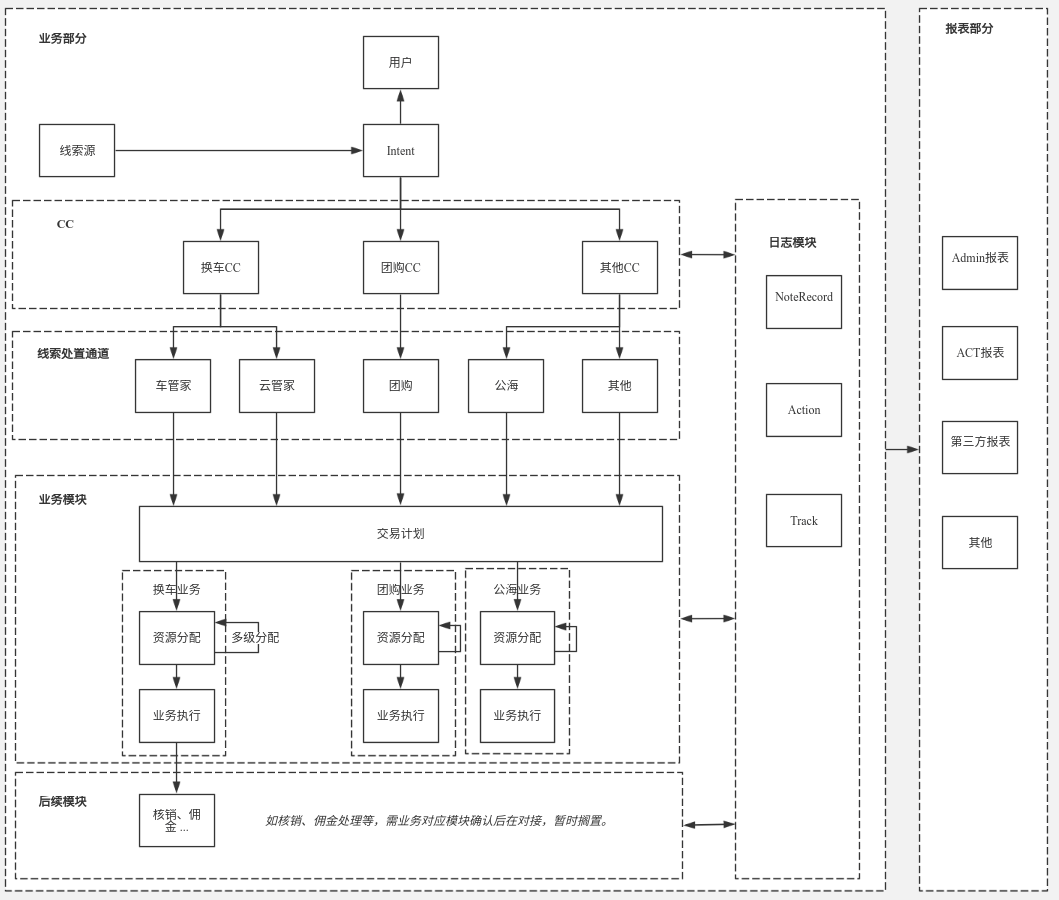 业务部分
报表部分
用户
线索源
Intent
CC
换车CC
团购CC
其他CC
日志模块
NoteRecord
Action
Track
Admin报表
ACT报表
第三方报表
其他
线索处置通道
车管家
云管家
团购
公海
其他
业务模块
交易计划
换车业务
团购业务
公海业务
资源分配
多级分配
资源分配
资源分配
业务执行
业务执行
业务执行
后续模块
核销、佣
金 ...
如核销、佣金处理等，需业务对应模块确认后在对接，暂时搁置。